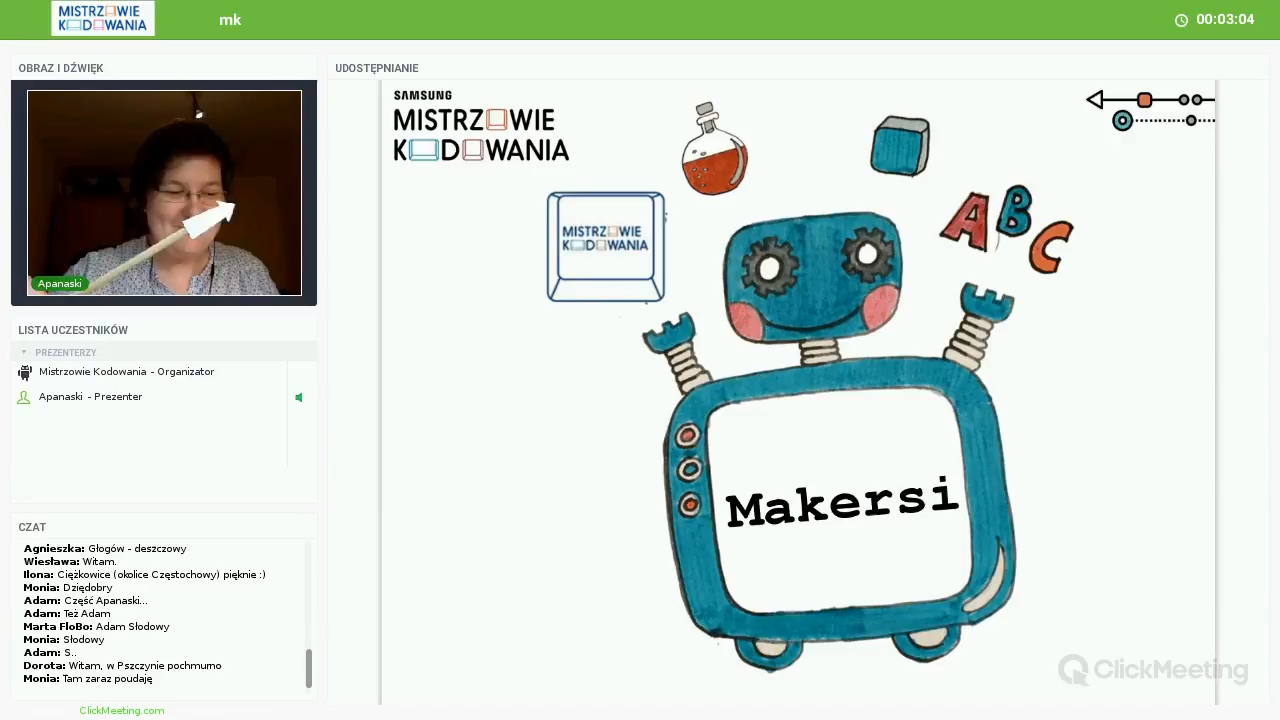 MISTRZOWIE
KODOWANIA
mk
00:03:04
OBRAZ I DŹWIĘK
Apanaski
LISTA UCZESTNIKÓW
PREZENTERZY
Mistrzowie Kodowania - Organizator
Apanaski - Prezenter
CZAT
Agnieszka: Głogów - deszczowy
Wiesława: Witam.
Ilona: Ciężkowice (okolice Częstochowy) pięknie :)
Monia: Dziędobry
Adam: Część Apanaski...
Adam: Też Adam
Marta FloBo: Adam Słodowy
Monia: Słodowy
Adam: S..
Dorota: Witam, w Pszczynie pochmurno
Monia: Tam zaraz poudaję
ClickMeeting.com
UDOSTĘPNIANIE
SAMSUNG
MISTRZOWIE
KODOWANIA
MISTRZOWIE
KODOWANIA
A B C
Makersi
ClickMeeting